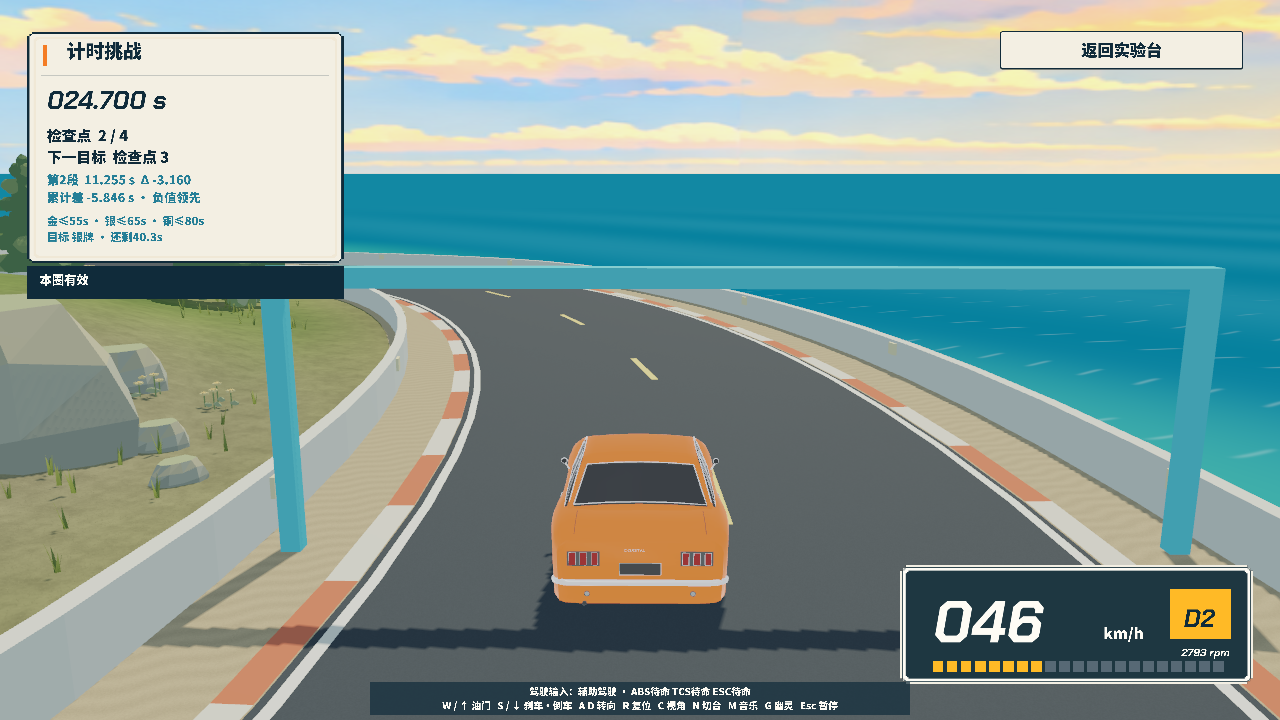 计时挑战
返回实验台
024.700 s
检查点 2 / 4
下一目标 检查点 3
第2段 11.255 s Δ -3.160
累计差 -5.846 s · 负值领先
金≤55s · 银≤65s · 铜≤80s
目标 银牌 · 还剩40.3s
本圈有效
046 km/h D2
2793 rpm
驾驶输入：辅助驾驶 · ABS待命 TCS待命 ESC待命
W / ↑ 油门 S / ↓ 刹车·倒车 A D 转向 R 复位 C 视角 N 切台 M 音乐 G 幽灵 Esc 暂停